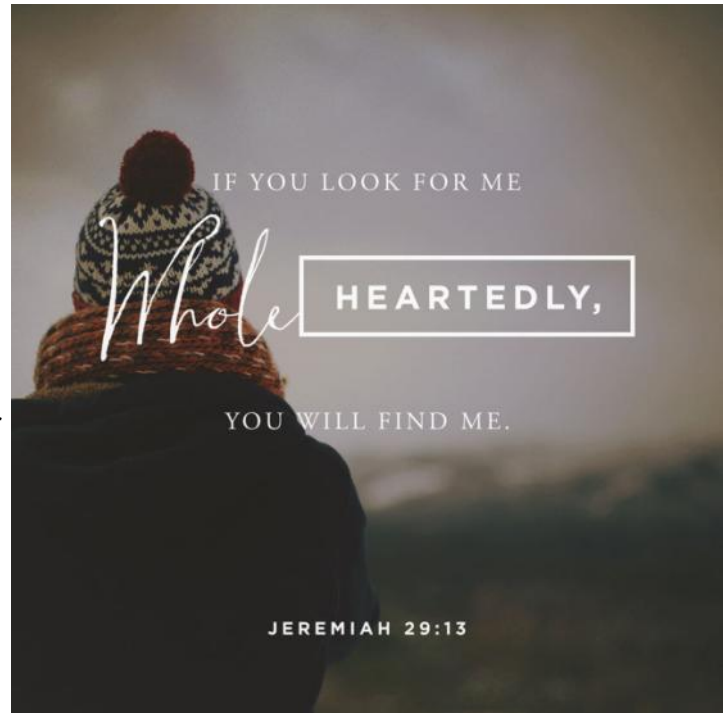 IF YOU LOOK FOR ME
Whole HEARTEDLY,
YOU WILL FIND ME.
JEREMIAH 29:13